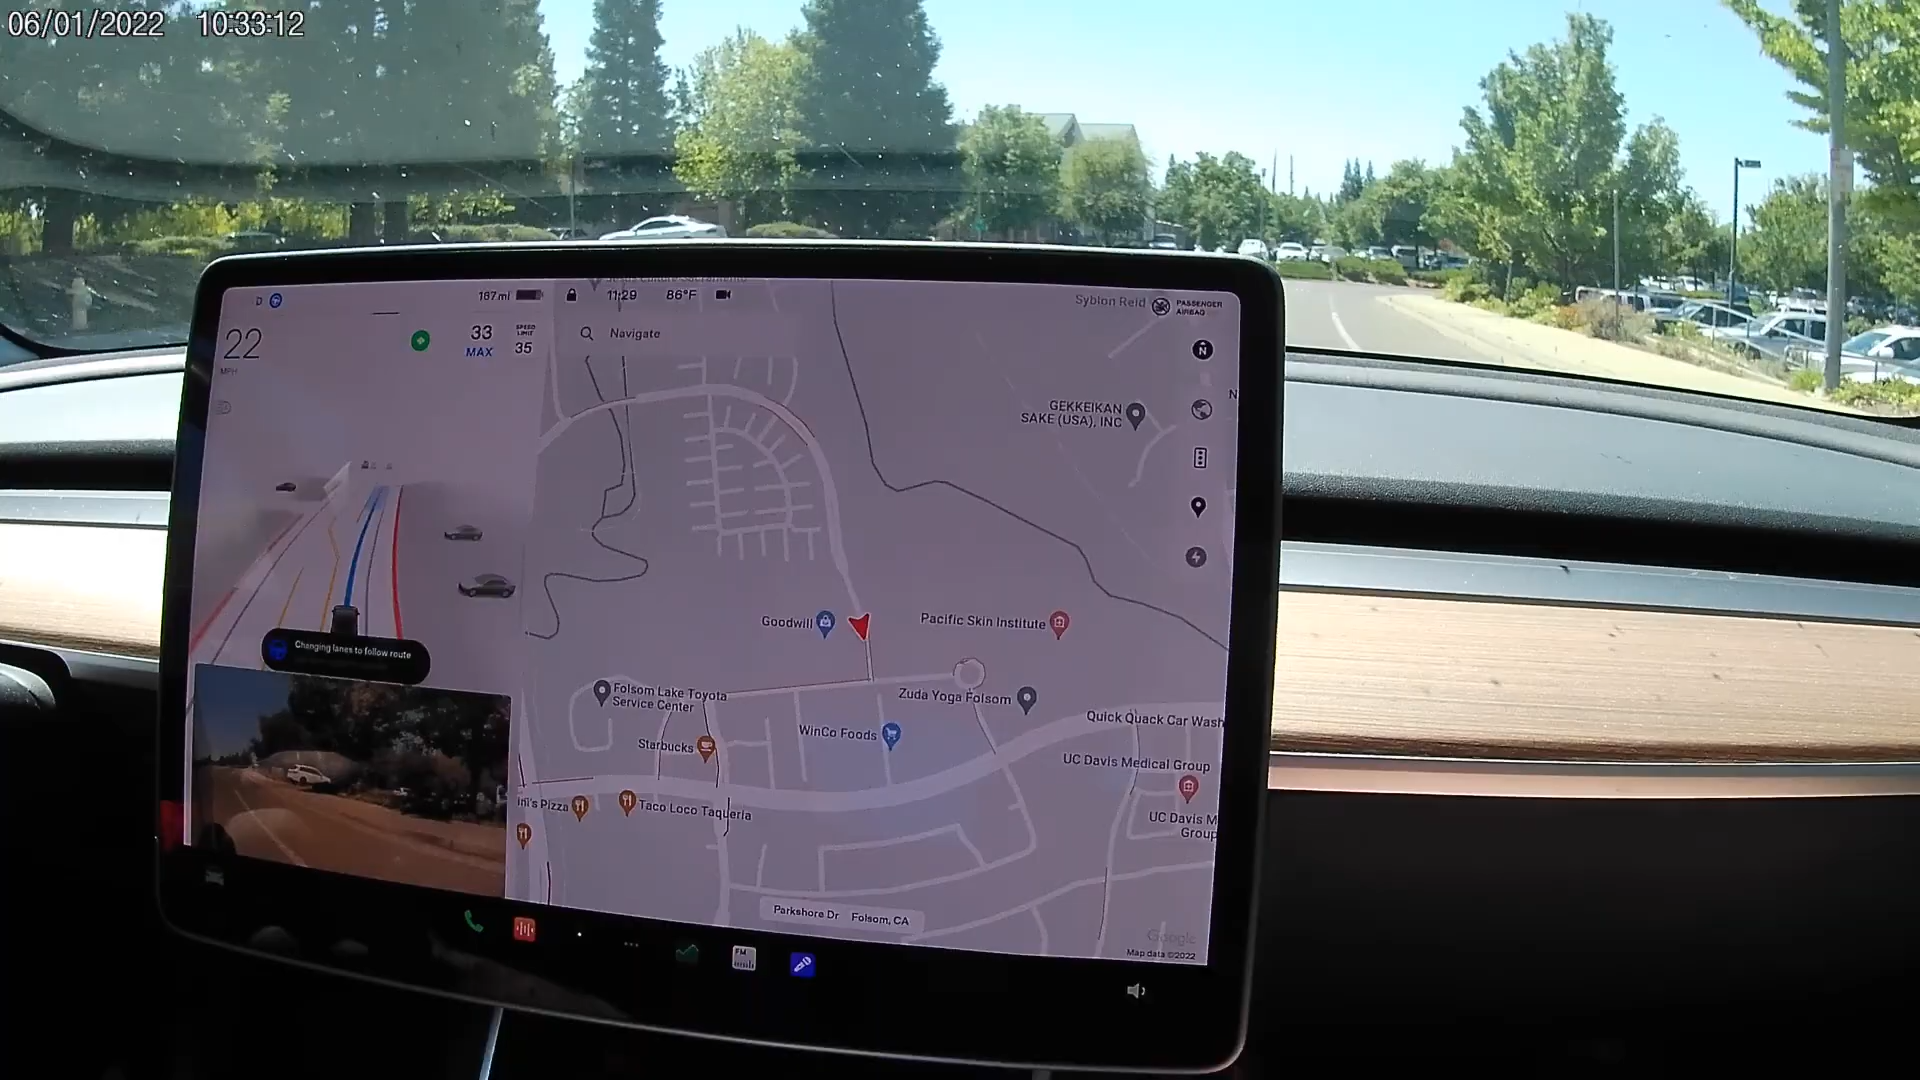 06/01/2022 10:33:12
D
187 mi
11:29
86°F
Syblon Reid
PASSENGER
AIRBAG
22
MPH
33
MAX
SPEED
LIMIT
35
Navigate
N
GEKKEIKAN
SAKE (USA), INC
N
Goodwill
Pacific Skin Institute
Changing lanes to follow route
Folsom Lake Toyota
Service Center
Zuda Yoga Folsom
Quick Quack Car Wash
WinCo Foods
Starbucks
UC Davis Medical Group
ini's Pizza
Taco Loco Taqueria
UC Davis M
Group
Parkshore Dr Folsom, CA
Google
Map data ©2022
FM